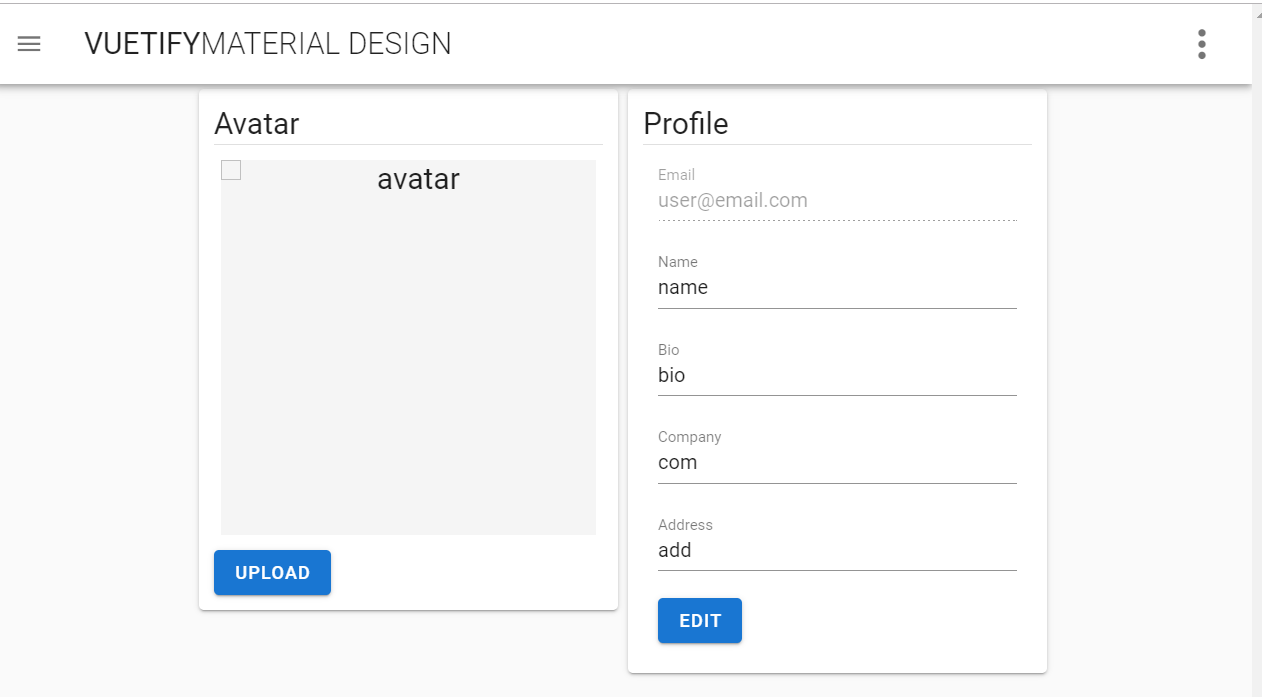 VUETIFYMATERIAL DESIGN
Avatar
avatar
UPLOAD
Profile
Email
user@email.com
Name
name
Bio
bio
Company
com
Address
add
EDIT